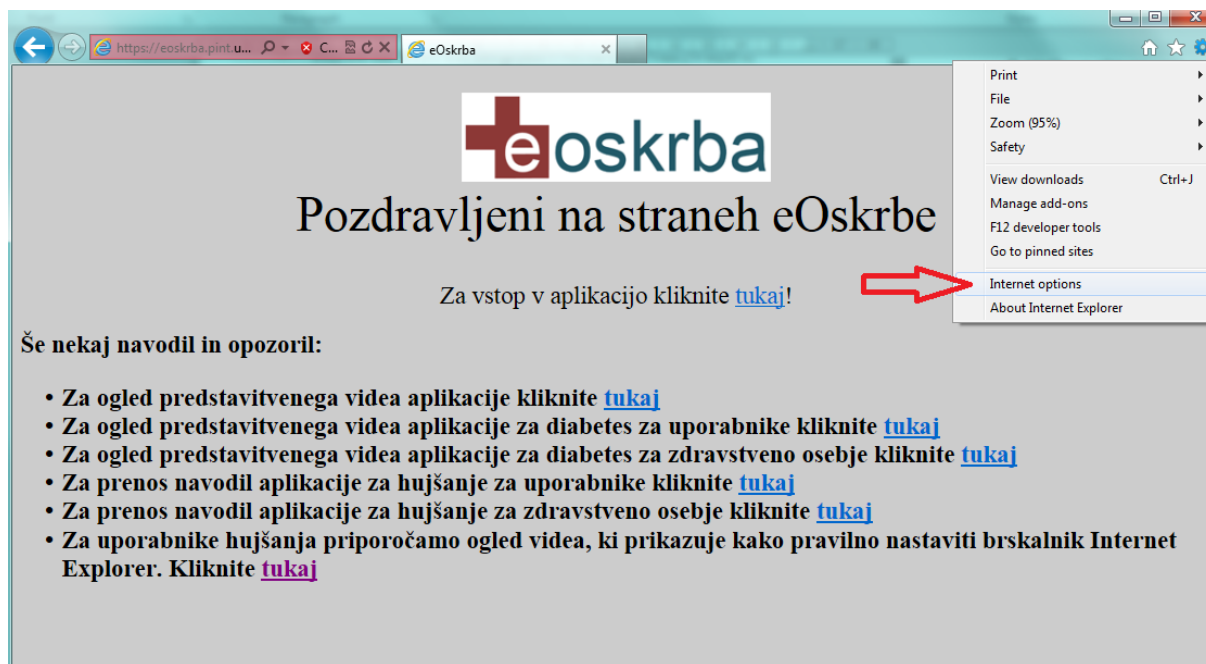 https://eoskrba.pint.u... C... eOskrba
Print
File
Zoom (95%)
Safety
View downloads Ctrl+J
Manage add-ons
F12 developer tools
Go to pinned sites
Internet options
About Internet Explorer
eoskrba
Pozdravljeni na straneh eOskrbe
Za vstop v aplikacijo kliknite tukaj!
Še nekaj navodil in opozoril:
• Za ogled predstavitvenega videa aplikacije kliknite tukaj
• Za ogled predstavitvenega videa aplikacije za diabetes za uporabnike kliknite tukaj
• Za ogled predstavitvenega videa aplikacije za diabetes za zdravstveno osebje kliknite tukaj
• Za prenos navodil aplikacije za hujšanje za uporabnike kliknite tukaj
• Za prenos navodil aplikacije za hujšanje za zdravstveno osebje kliknite tukaj
• Za uporabnike hujšanja priporočamo ogled videa, ki prikazuje kako pravilno nastaviti brskalnik Internet
Explorer. Kliknite tukaj